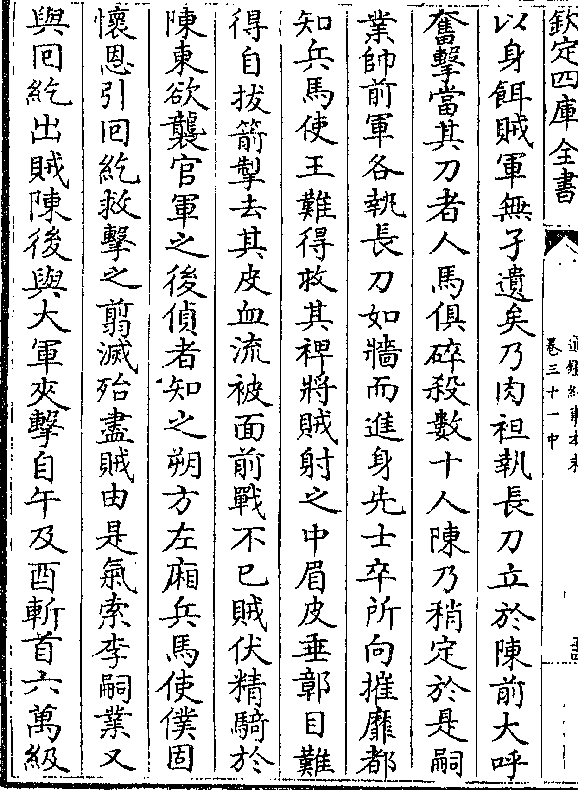 欽定四庫全書
通鑑紀事本末
卷三十一中
以身餌賊軍無孑遺矣乃肉袒執長刀立於陳前大呼
奮擊當其刀者人馬俱碎殺數十人陳乃稍定於是嗣
業帥前軍各執長刀如牆而進身先士卒所向摧靡都
知兵馬使王難得救其裨將賊射之中眉皮垂鄣目難
得自拔箭掣去其皮血流被面前戰不已賊伏精騎於
陳東欲襲官軍之後偵者知之朔方左廂兵馬使僕固
懷恩引囘紇救擊之翦滅殆盡賊由是氣索李嗣業又
與囘紇出賊陳後與大軍夾擊自午及酉斬首六萬級